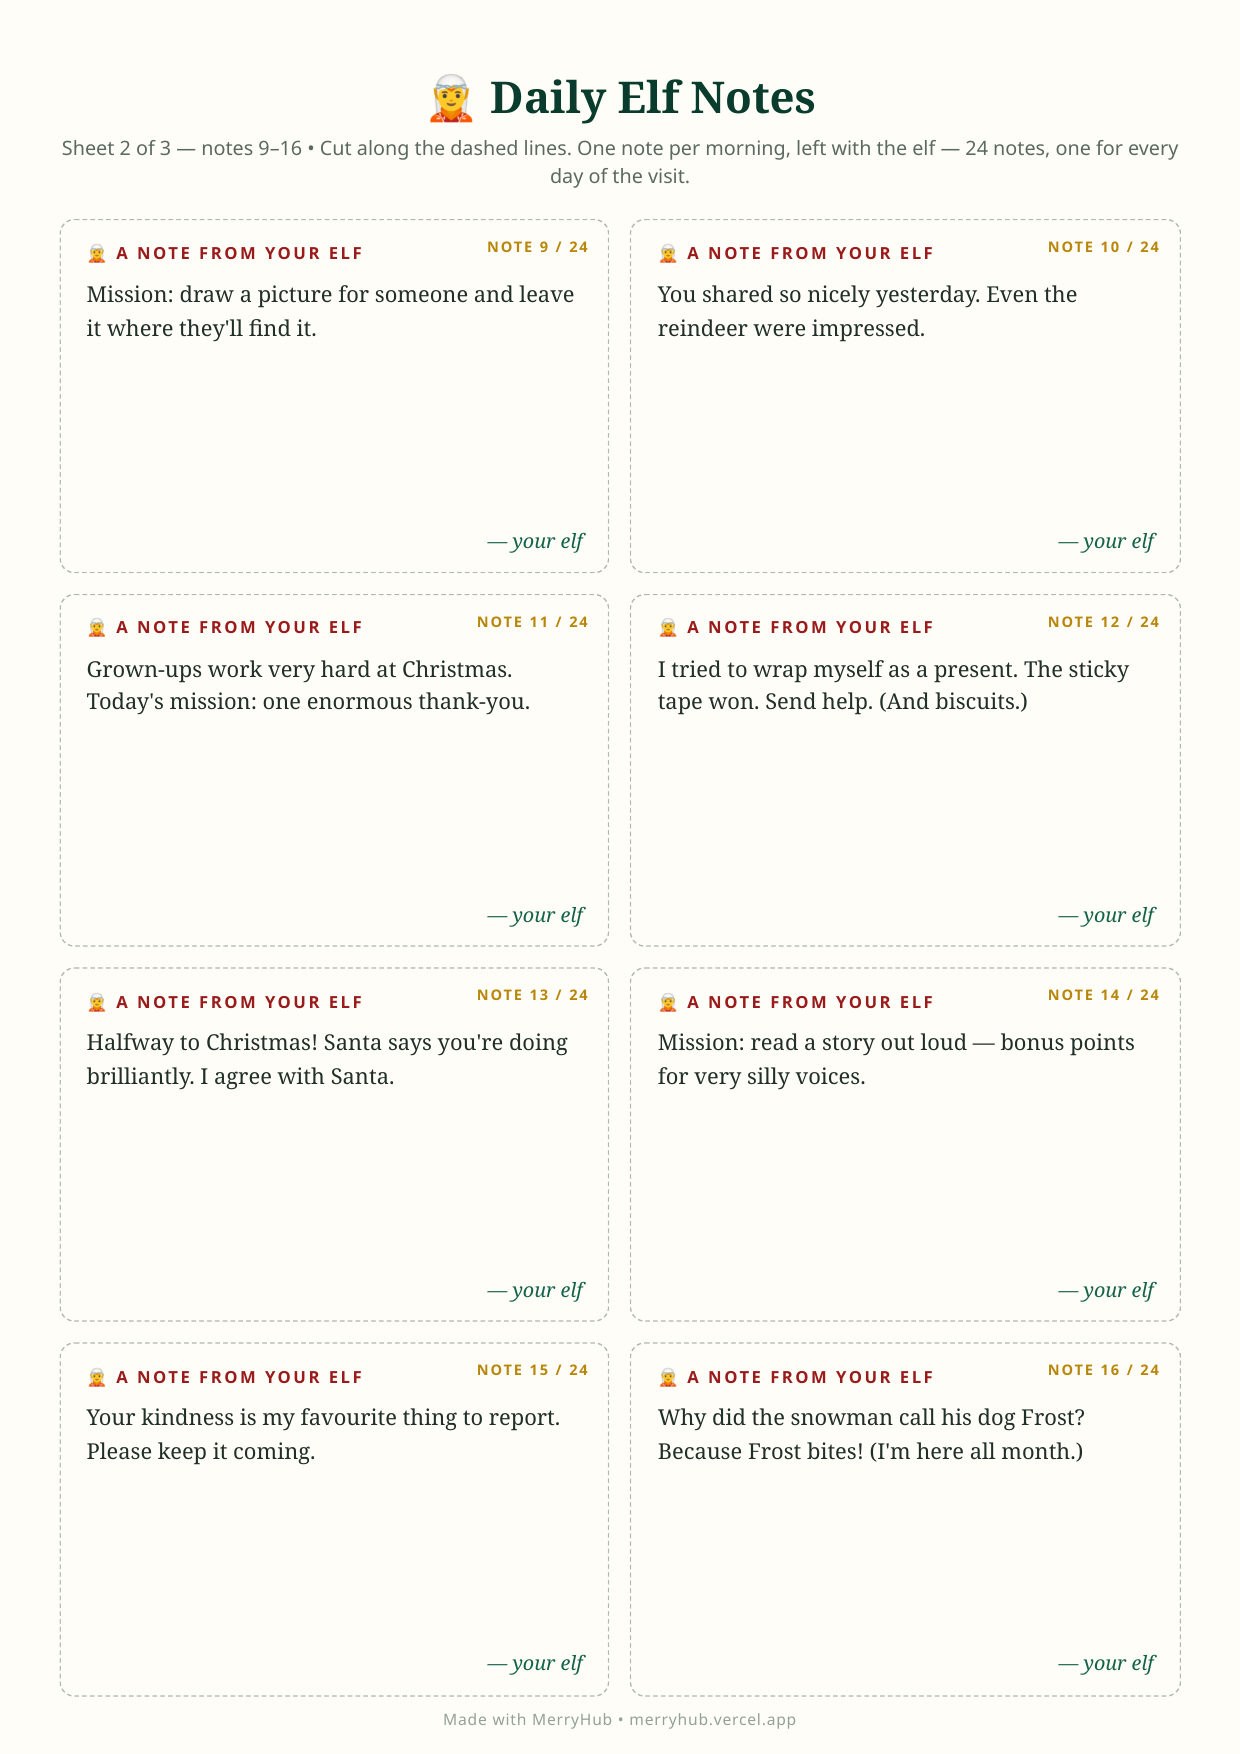 🧝 Daily Elf Notes
Sheet 2 of 3 — notes 9–16 • Cut along the dashed lines. One note per morning, left with the elf — 24 notes, one for every
day of the visit.
🧝 A NOTE FROM YOUR ELF
NOTE 9 / 24
Mission: draw a picture for someone and leave
it where they'll find it.
— your elf
🧝 A NOTE FROM YOUR ELF
NOTE 10 / 24
You shared so nicely yesterday. Even the
reindeer were impressed.
— your elf
🧝 A NOTE FROM YOUR ELF
NOTE 11 / 24
Grown-ups work very hard at Christmas.
Today's mission: one enormous thank-you.
— your elf
🧝 A NOTE FROM YOUR ELF
NOTE 12 / 24
I tried to wrap myself as a present. The sticky
tape won. Send help. (And biscuits.)
— your elf
🧝 A NOTE FROM YOUR ELF
NOTE 13 / 24
Halfway to Christmas! Santa says you're doing
brilliantly. I agree with Santa.
— your elf
🧝 A NOTE FROM YOUR ELF
NOTE 14 / 24
Mission: read a story out loud — bonus points
for very silly voices.
— your elf
🧝 A NOTE FROM YOUR ELF
NOTE 15 / 24
Your kindness is my favourite thing to report.
Please keep it coming.
— your elf
🧝 A NOTE FROM YOUR ELF
NOTE 16 / 24
Why did the snowman call his dog Frost?
Because Frost bites! (I'm here all month.)
— your elf
Made with MerryHub • merryhub.vercel.app